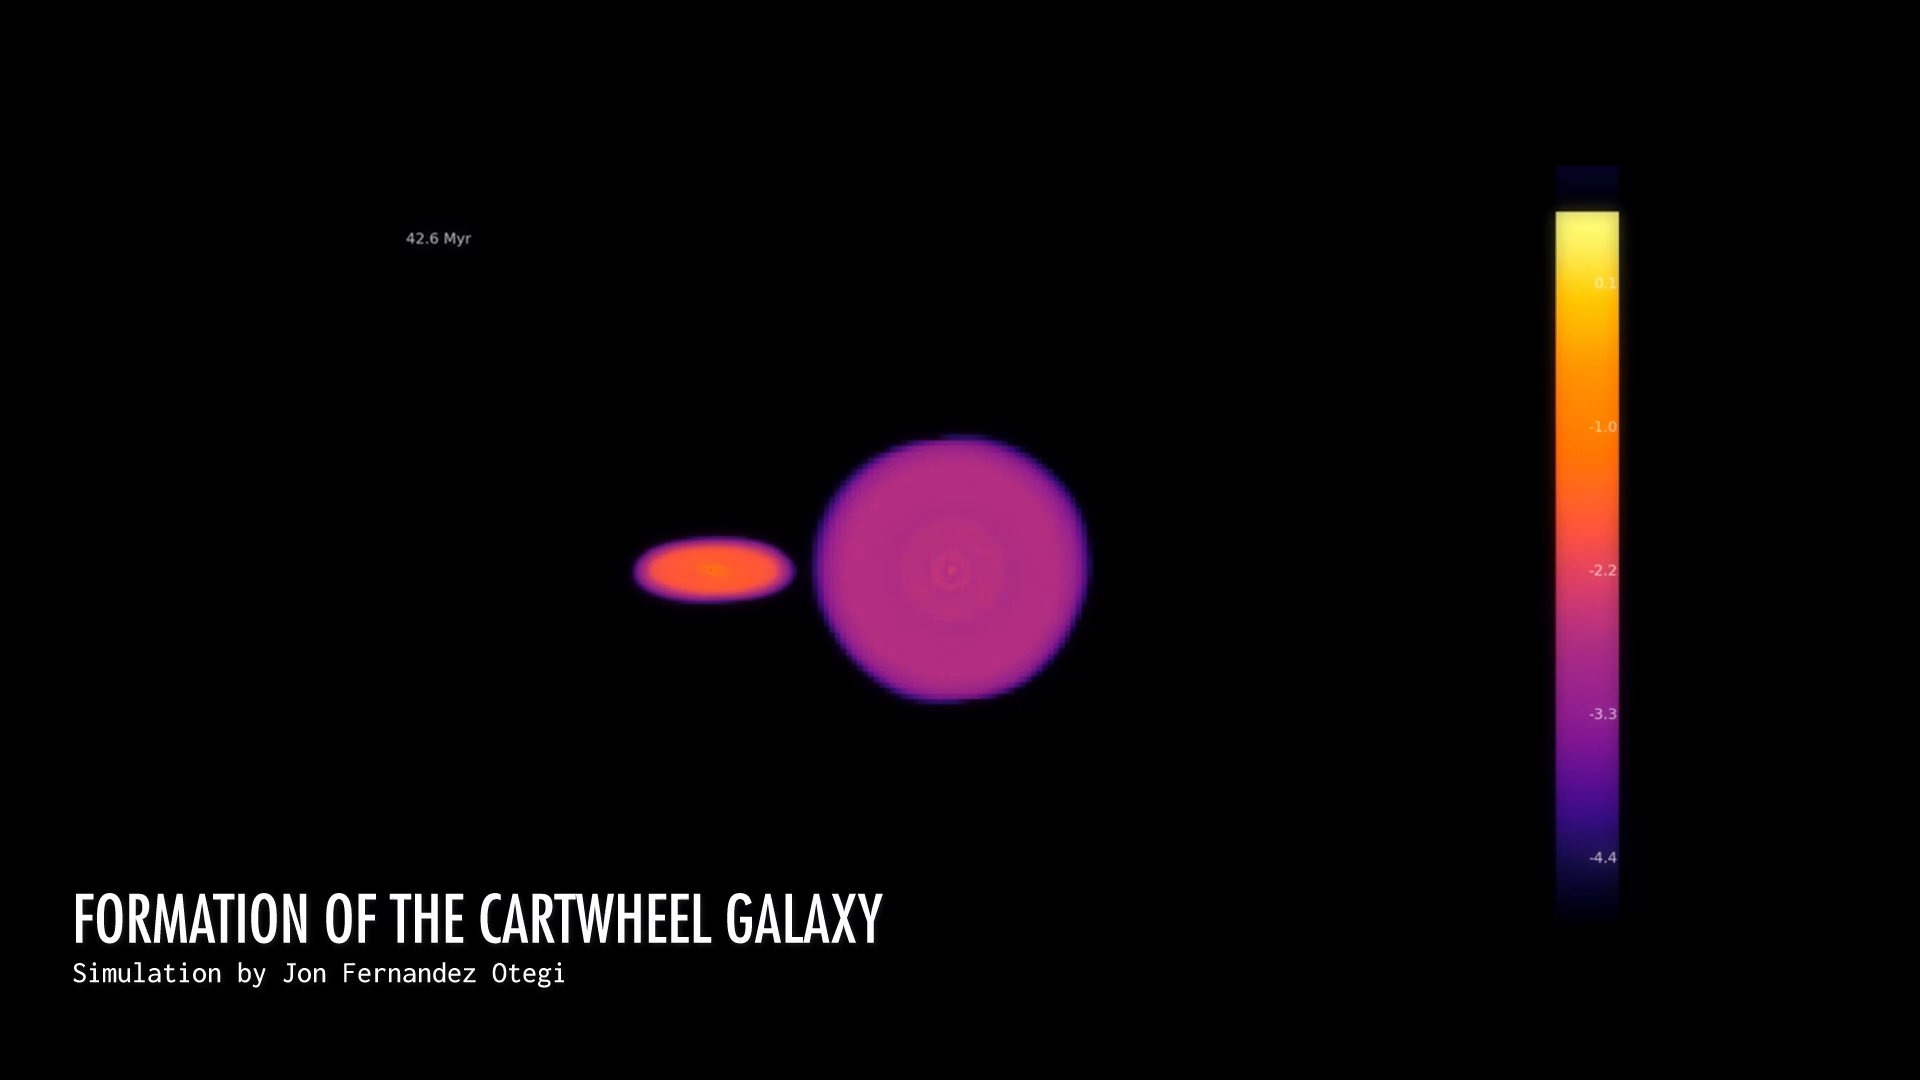 42.6 Myr
0.1
-1.0
-2.2
-3.3
-4.4
FORMATION OF THE CARTWHEEL GALAXY
Simulation by Jon Fernandez Otegi